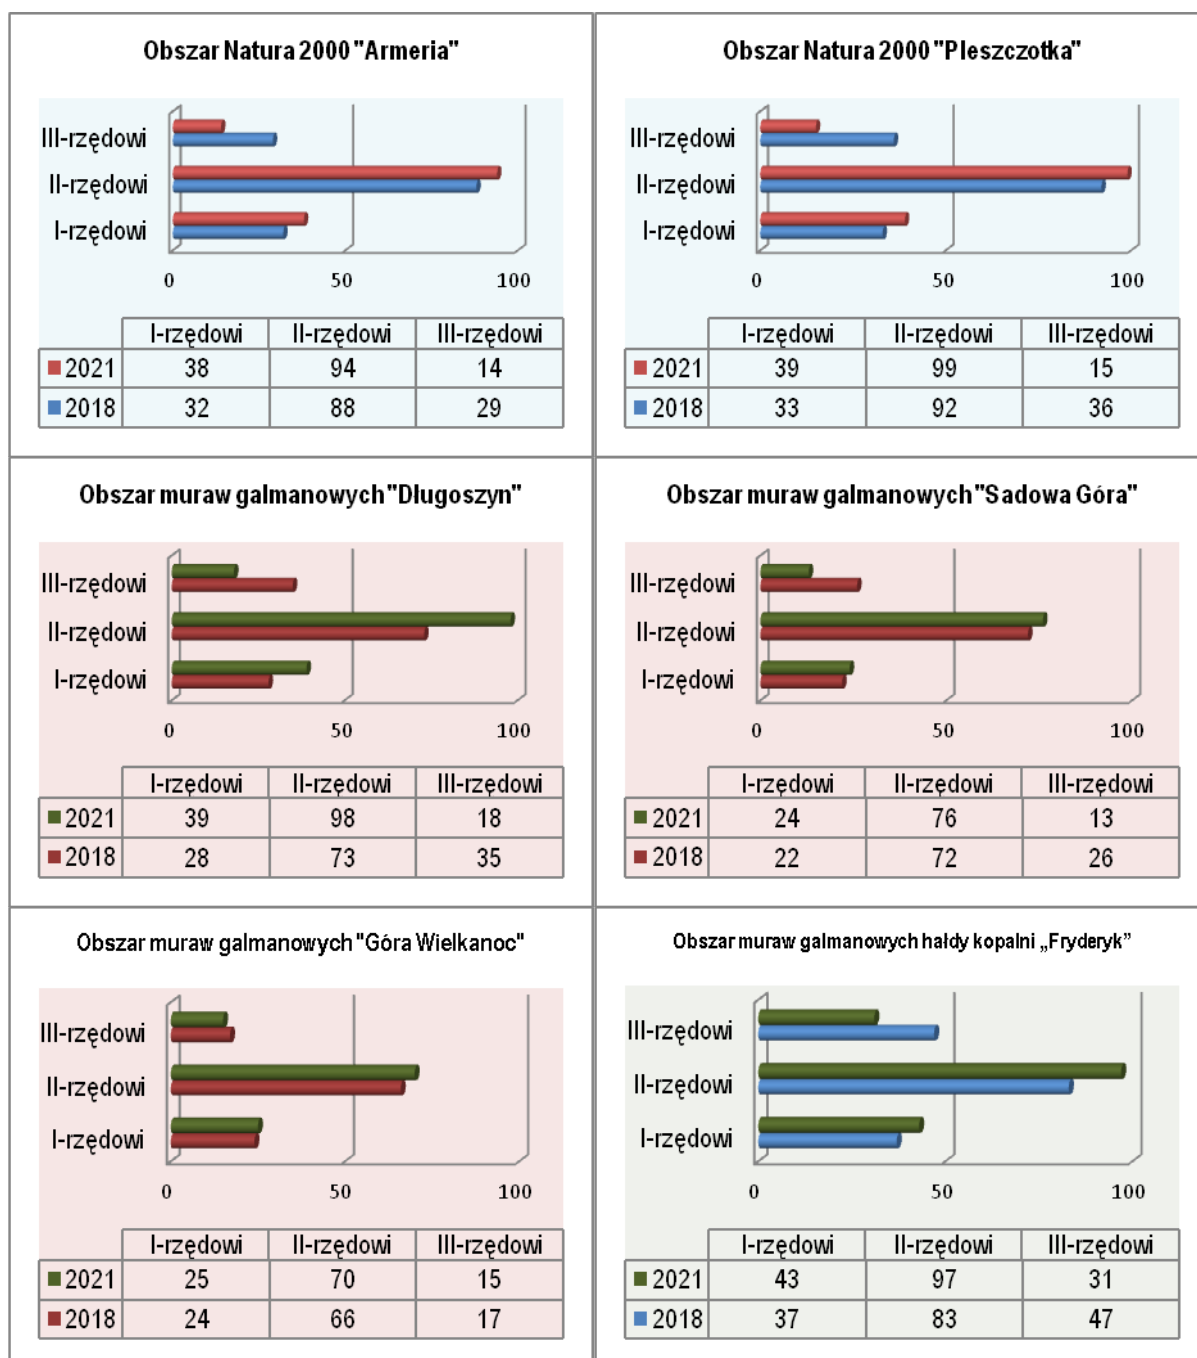 Obszar Natura 2000 "Armeria"
III-rzędowi
II-rzędowi
I-rzędowi
0 50 100
I-rzędowi II-rzędowi III-rzędowi
2021 38 94 14
2018 32 88 29
Obszar Natura 2000 "Pleszczotka"
III-rzędowi
II-rzędowi
I-rzędowi
0 50 100
I-rzędowi II-rzędowi III-rzędowi
2021 39 99 15
2018 33 92 36
Obszar muraw galmanowych "Długoszyn"
III-rzędowi
II-rzędowi
I-rzędowi
0 50 100
I-rzędowi II-rzędowi III-rzędowi
2021 39 98 18
2018 28 73 35
Obszar muraw galmanowych "Sadowa Góra"
III-rzędowi
II-rzędowi
I-rzędowi
0 50 100
I-rzędowi II-rzędowi III-rzędowi
2021 24 76 13
2018 22 72 26
Obszar muraw galmanowych "Góra Wielkanoc"
III-rzędowi
II-rzędowi
I-rzędowi
0 50 100
I-rzędowi II-rzędowi III-rzędowi
2021 25 70 15
2018 24 66 17
Obszar muraw galmanowych hałdy kopalni „Fryderyk”
III-rzędowi
II-rzędowi
I-rzędowi
0 50 100
I-rzędowi II-rzędowi III-rzędowi
2021 43 97 31
2018 37 83 47